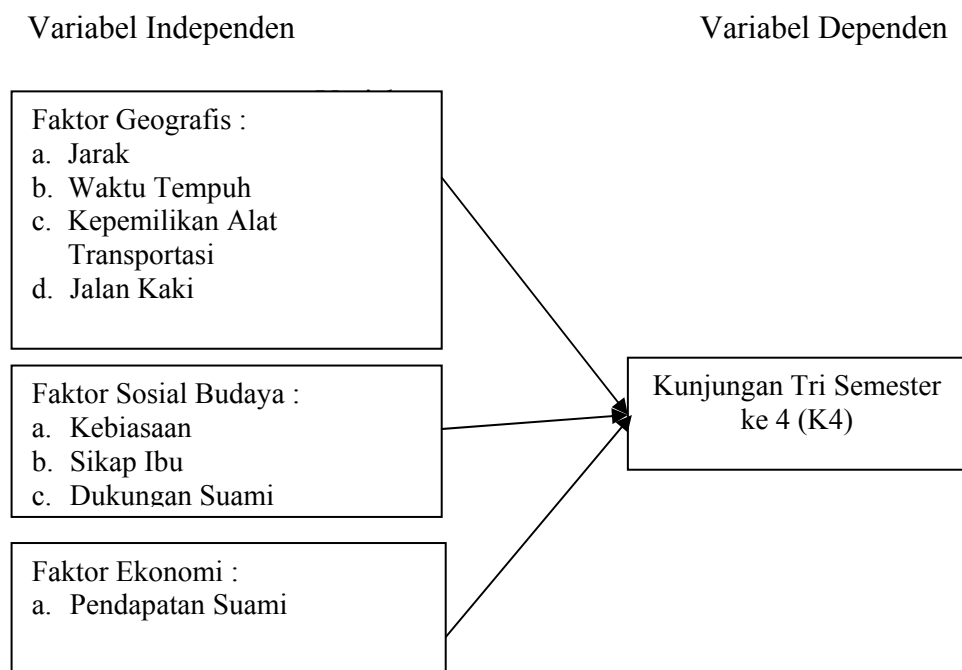 Variabel Independen
Variabel Dependen
Faktor Geografis :
a. Jarak
b. Waktu Tempuh
c. Kepemilikan Alat
Transportasi
d. Jalan Kaki
Faktor Sosial Budaya :
a. Kebiasaan
b. Sikap Ibu
c. Dukungan Suami
Faktor Ekonomi :
a. Pendapatan Suami
Kunjungan Tri Semester
ke 4 (K4)